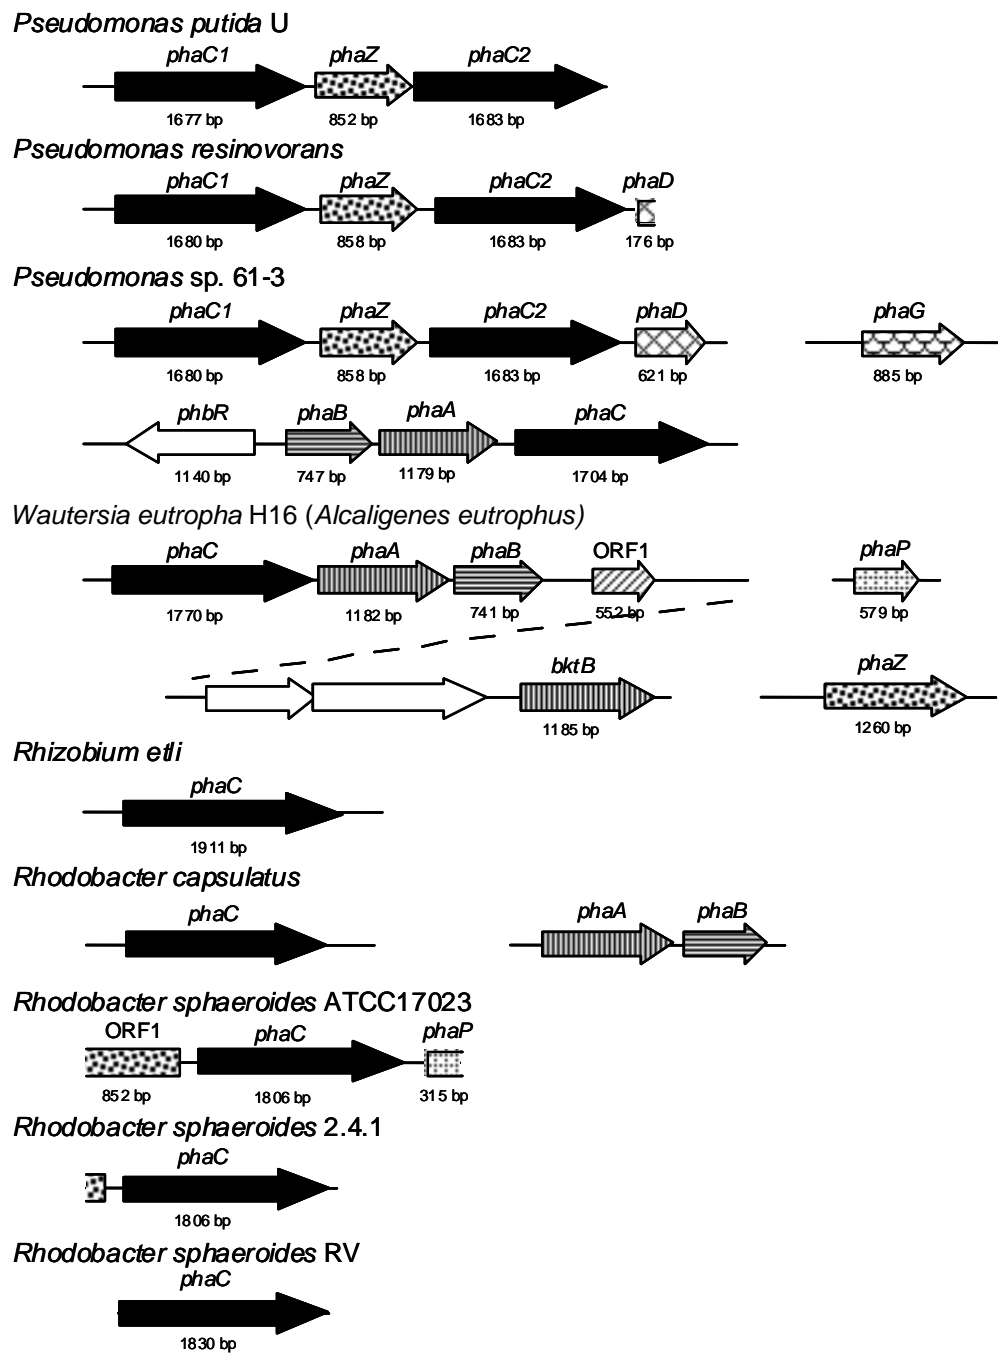 Pseudomonas putida U
phaC1 phaZ phaC2
1677 bp 852 bp 1683 bp
Pseudomonas resinovorans
phaC1 phaZ phaC2 phaD
1680 bp 858 bp 1683 bp 176 bp
Pseudomonas sp. 61-3
phaC1 phaZ phaC2 phaD phaG
1680 bp 858 bp 1683 bp 621 bp 885 bp
phbR phaB phaA phaC
1140 bp 747 bp 1179 bp 1704 bp
Wautersia eutropha H16 (Alcaligenes eutrophus)
phaC phaA phaB ORF1 phaP
1770 bp 1182 bp 741 bp 552 bp 579 bp
bktB phaZ
1185 bp 1260 bp
Rhizobium etli
phaC
1911 bp
Rhodobacter capsulatus
phaC phaA phaB
Rhodobacter sphaeroides ATCC17023
ORF1 phaC phaP
852 bp 1806 bp 315 bp
Rhodobacter sphaeroides 2.4.1
phaC
1806 bp
Rhodobacter sphaeroides RV
phaC
1830 bp